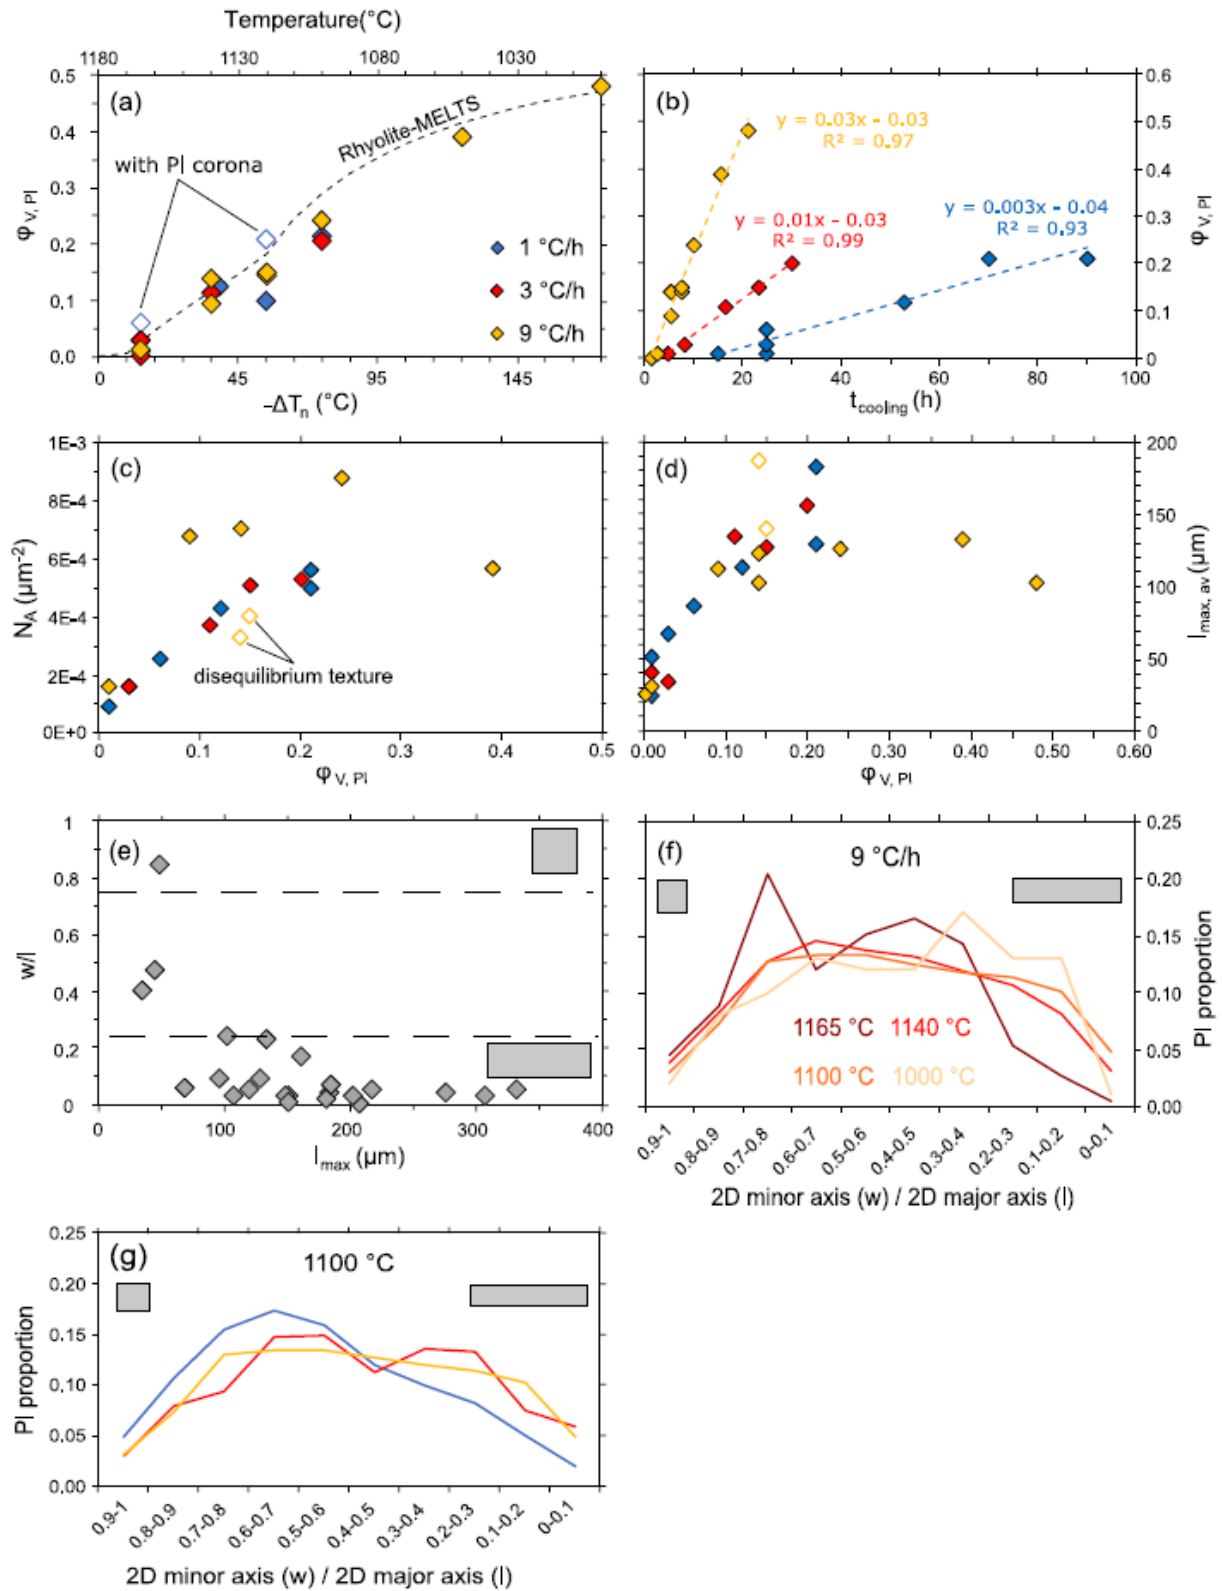 Temperature(°C)
1180 1130 1080 1030
(a)
0.5
0.4
0.3
0.2
0.1
0.0
φV, Pl
with Pl corona
Rhyolite-MELTS
1 °C/h
3 °C/h
9 °C/h
0 45 95 145
−ΔTn (°C)
(b)
y = 0.03x - 0.03
R² = 0.97
y = 0.01x - 0.03
R² = 0.99
y = 0.003x - 0.04
R² = 0.93
0.6
0.5
0.4
0.3
0.2
0.1
0
φV, Pl
0 20 40 60 80 100
tcooling (h)
(c)
1E-3
8E-4
6E-4
4E-4
2E-4
0E+0
NA (µm-2)
disequilibrium texture
0 0.1 0.2 0.3 0.4 0.5
φV, Pl
(d)
200
150
100
50
0
lmax, av (µm)
0.00 0.10 0.20 0.30 0.40 0.50 0.60
φV, Pl
(e)
1
0.8
0.6
0.4
0.2
0
w/l
0 100 200 300 400
lmax (µm)
(f)
9 °C/h
1165 °C 1140 °C
1100 °C 1000 °C
0.25
0.20
0.15
0.10
0.05
0.00
Pl proportion
0.9-1 0.8-0.9 0.7-0.8 0.6-0.7 0.5-0.6 0.4-0.5 0.3-0.4 0.2-0.3 0.1-0.2 0-0.1
2D minor axis (w) / 2D major axis (l)
(g)
1100 °C
0.25
0.20
0.15
0.10
0.05
0.00
Pl proportion
0.9-1 0.8-0.9 0.7-0.8 0.6-0.7 0.5-0.6 0.4-0.5 0.3-0.4 0.2-0.3 0.1-0.2 0-0.1
2D minor axis (w) / 2D major axis (l)